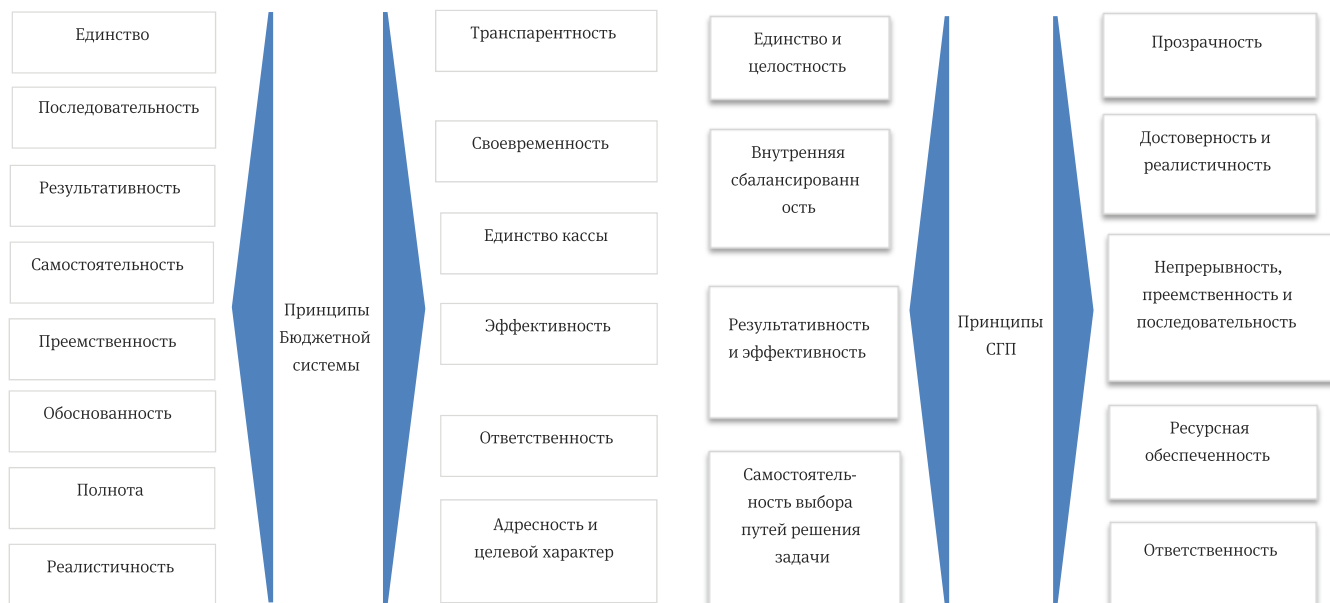 Единство
Последовательность
Результативность
Самостоятельность
Преемственность
Обоснованность
Полнота
Реалистичность
Принципы
Бюджетной
системы
Транспарентность
Своевременность
Единство кассы
Эффективность
Ответственность
Адресность и
целевой характер
Единство и
целостность
Внутренняя
сбалансированн
ость
Результативность
и эффективность
Самостоятель-
ность выбора
путей решения
задачи
Принципы
СГП
Прозрачность
Достоверность и
реалистичность
Непрерывность,
преемственность и
последовательность
Ресурсная
обеспеченность
Ответственность